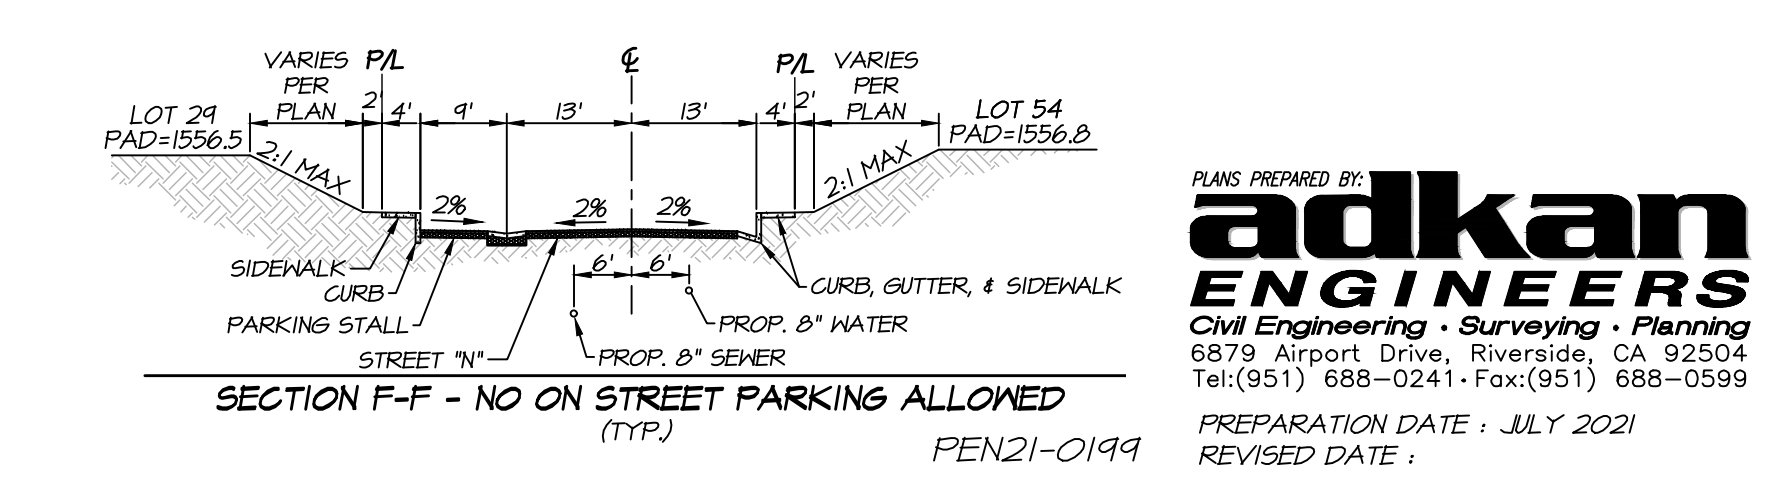 VARIES
PER
PLAN
P/L
℄
P/L
VARIES
PER
PLAN
LOT 29
PAD=1556.5
2'
4'
9'
13'
13'
4'
2'
LOT 54
PAD=1556.8
2:1 MAX
2:1 MAX
2%
2%
2%
SIDEWALK
CURB
PARKING STALL
STREET "N"
6'
6'
CURB, GUTTER, & SIDEWALK
PROP. 8" WATER
PROP. 8" SEWER
SECTION F-F - NO ON STREET PARKING ALLOWED
(TYP.)
PEN21-0199
PLANS PREPARED BY:
adkan
ENGINEERS
Civil Engineering • Surveying • Planning
6879 Airport Drive, Riverside, CA 92504
Tel:(951) 688-0241 • Fax:(951) 688-0599
PREPARATION DATE : JULY 2021
REVISED DATE :